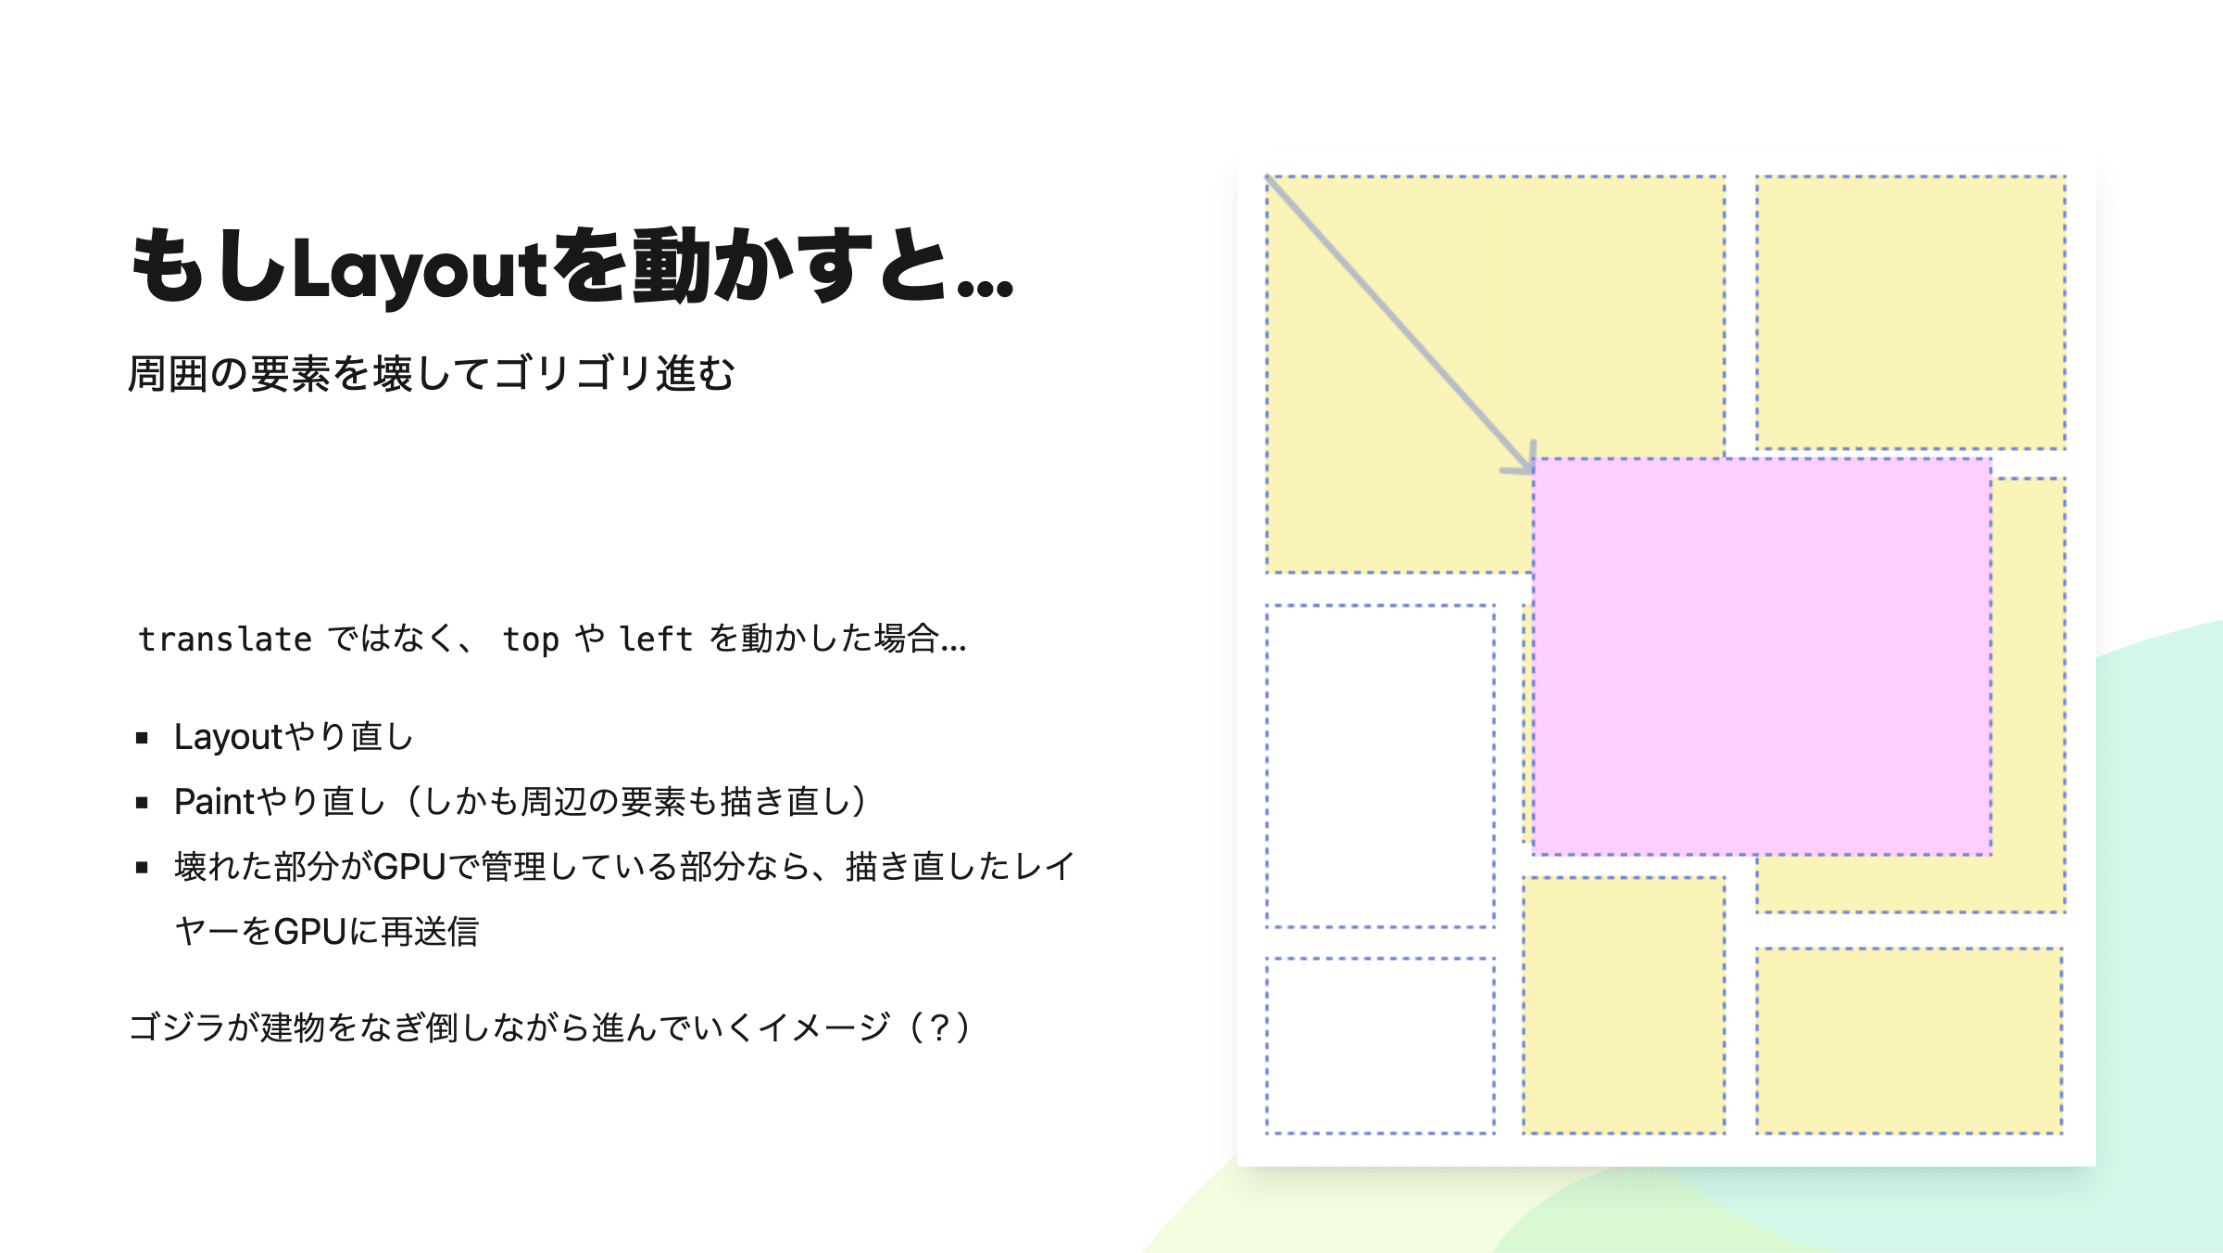 もしLayoutを動かすと...
周囲の要素を壊してゴリゴリ進む
translate ではなく、 top や left を動かした場合...
▪ Layoutやり直し
▪ Paintやり直し（しかも周辺の要素も描き直し）
▪ 壊れた部分がGPUで管理している部分なら、描き直したレイ
ヤーをGPUに再送信
ゴジラが建物をなぎ倒しながら進んでいくイメージ（？）